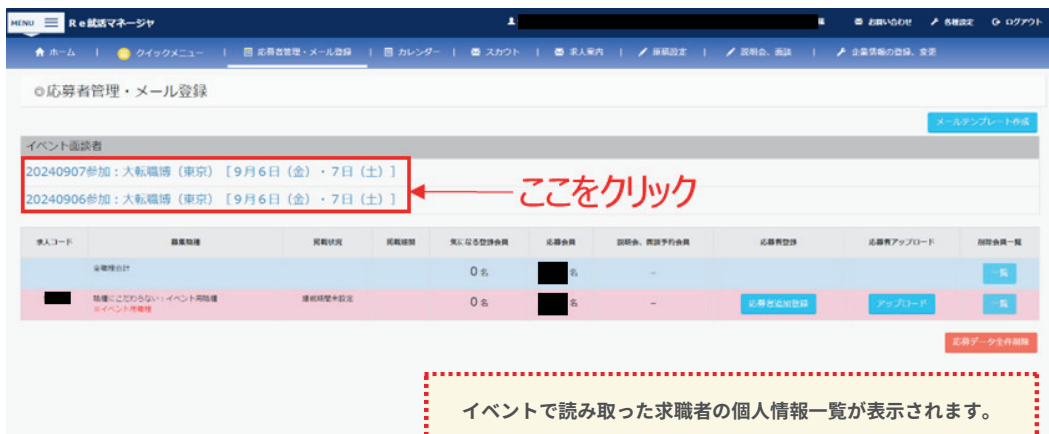 MENU Re就活マネージャ
お問い合わせ 各種設定 ログアウト
ホーム | クイックメニュー | 応募者管理・メール登録 | カレンダー | スカウト | 求人案内 | 原稿設定 | 説明会、面談 | 企業情報の登録、変更
◎応募者管理・メール登録
メールテンプレート作成
イベント面談者
20240907参加：大転職博（東京）［9月6日（金）・7日（土）］
20240906参加：大転職博（東京）［9月6日（金）・7日（土）］
ここをクリック
求人コード 募集職種 掲載状況 掲載期間 気になる登録会員 応募会員 説明会、面談予約会員 応募者登録 応募者アップロード 削除会員一覧
全職種合計 0名 名 － 一覧
職種にこだわらない：イベント用職種 掲載期間未設定 0名 名 － 応募者追加登録 アップロード 一覧
※イベント用職種
応募データ全件削除
イベントで読み取った求職者の個人情報一覧が表示されます。